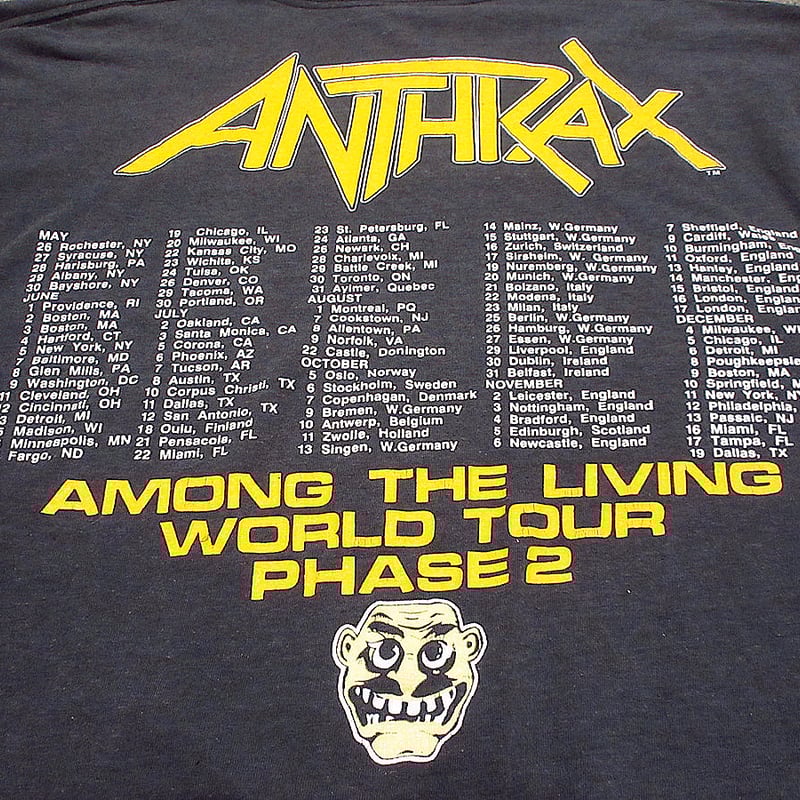 ANTHRAX
TM
MAY
26 Rochester, NY
27 Syracuse, NY
28 Harisburg, PA
29 Albany, NY
30 Bayshore, NY
JUNE
1 Providence, RI
2 Boston, MA
3 Boston, MA
4 Hartford, CT
5 New York, NY
7 Baltimore, MD
8 Glen Mills, PA
9 Washington, DC
11 Cleveland, OH
12 Cincinnati, OH
13 Detroit, MI
15 Madison, WI
Minneapolis, MN
Fargo, ND
19 Chicago, IL
20 Milwaukee, WI
22 Kansas City, MO
23 Wichita, KS
24 Tulsa, OK
26 Denver, CO
29 Tacoma, WA
30 Portland, OR
JULY
2 Oakland, CA
3 Santa Monica, CA
5 Corona, CA
6 Phoenix, AZ
7 Tucson, AR
8 Austin, TX
10 Corpus Christi, TX
11 Dallas, TX
12 San Antonio, TX
18 Oulu, Finland
21 Pensacola, FL
22 Miami, FL
23 St. Petersburg, FL
24 Atlanta, GA
26 Newark, CH
28 Charlevoix, MI
29 Battle Creek, MI
30 Toronto, ON
31 Aylmer, Quebec
AUGUST
1 Montreal, PQ
7 Cookstown, NJ
8 Allentown, PA
9 Norfolk, VA
22 Castle, Donington
OCTOBER
5 Oslo, Norway
6 Stockholm, Sweden
7 Copenhagen, Denmark
9 Bremen, W.Germany
10 Antwerp, Belgium
11 Zwolle, Holland
13 Singen, W.Germany
14 Mainz, W.Germany
15 Stuttgart, W.Germany
16 Zurich, Switzerland
17 Sirsheim, W.Germany
19 Nuremburg, W.Germany
20 Munich, W.Germany
21 Bolzano, Italy
22 Modena, Italy
23 Milan, Italy
25 Berlin, W.Germany
26 Hamburg, W.Germany
27 Essen, W.Germany
29 Liverpool, England
30 Dublin, Ireland
31 Belfast, Ireland
NOVEMBER
2 Leicester, England
3 Nottingham, England
4 Bradford, England
5 Edinburgh, Scotland
6 Newcastle, England
7 Sheffield, England
9 Cardiff, Wales
10 Burmingham, England
11 Oxford, England
13 Hanley, England
14 Manchester, England
15 Bristol, England
16 London, England
17 London, England
DECEMBER
4 Milwaukee, WI
5 Chicago, IL
6 Detroit, MI
8 Poughkeepsie
9 Boston, MA
10 Springfield, M
11 New York, NY
12 Philadelphia,
13 Passaic, NJ
16 Miami, FL
17 Tampa, FL
19 Dallas, TX
AMONG THE LIVING
WORLD TOUR
PHASE 2